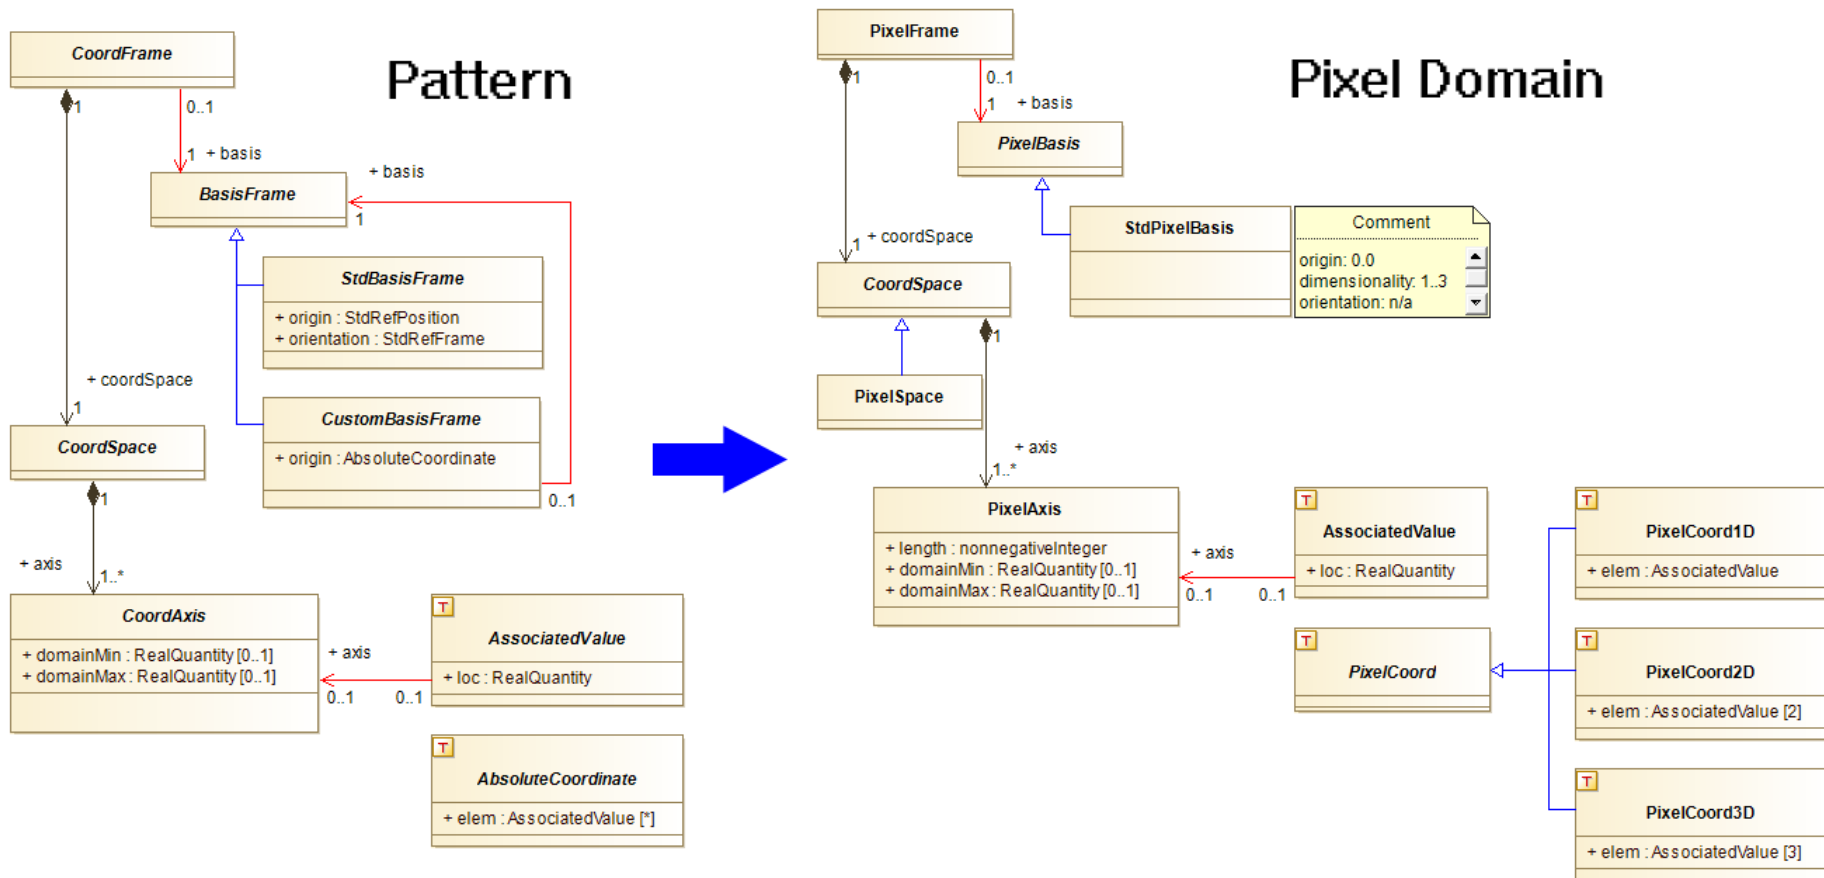 Pattern
CoordFrame
1
0..1
1 + basis
+ basis
BasisFrame
1
StdBasisFrame
+ origin : StdRefPosition
+ orientation : StdRefFrame
+ coordSpace
1
CustomBasisFrame
+ origin : AbsoluteCoordinate
0..1
CoordSpace
1
+ axis
1..*
CoordAxis
+ domainMin : RealQuantity [0..1]
+ domainMax : RealQuantity [0..1]
+ axis
0..1 0..1
T
AssociatedValue
+ loc : RealQuantity
T
AbsoluteCoordinate
+ elem : AssociatedValue [*]
Pixel Domain
PixelFrame
1
0..1
1 + basis
PixelBasis
StdPixelBasis
Comment
origin: 0.0
dimensionality: 1..3
orientation: n/a
+ coordSpace
1
CoordSpace
1
PixelSpace
+ axis
1..*
PixelAxis
+ length : nonnegativeInteger
+ domainMin : RealQuantity [0..1]
+ domainMax : RealQuantity [0..1]
+ axis
0..1 0..1
T
AssociatedValue
+ loc : RealQuantity
T
PixelCoord
T
PixelCoord1D
+ elem : AssociatedValue
T
PixelCoord2D
+ elem : AssociatedValue [2]
T
PixelCoord3D
+ elem : AssociatedValue [3]